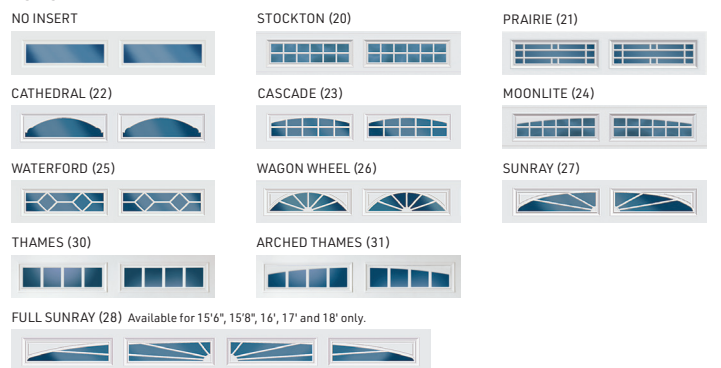 NO INSERT
STOCKTON (20)
PRAIRIE (21)
CATHEDRAL (22)
CASCADE (23)
MOONLITE (24)
WATERFORD (25)
WAGON WHEEL (26)
SUNRAY (27)
THAMES (30)
ARCHED THAMES (31)
FULL SUNRAY (28) Available for 15'6", 15'8", 16', 17' and 18' only.